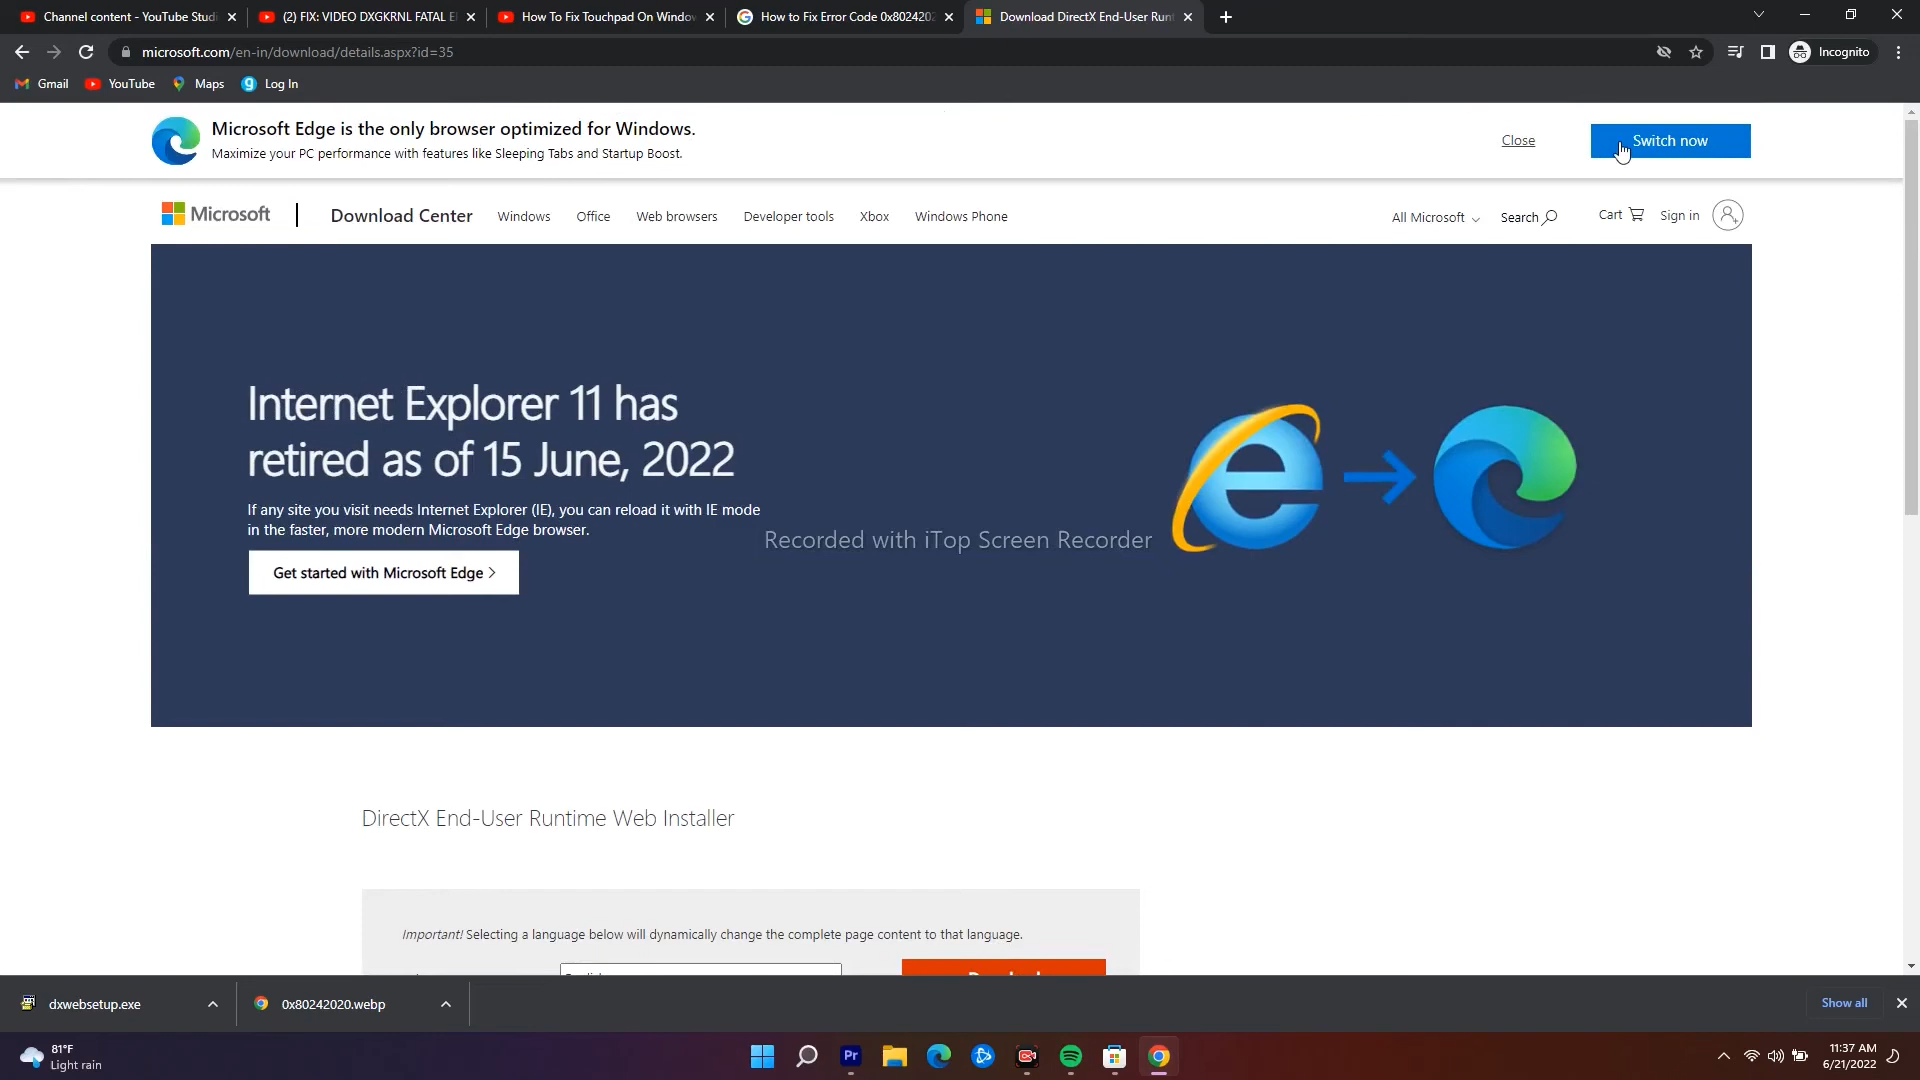 Channel content - YouTube Studi
(2) FIX: VIDEO DXGKRNL FATAL E
How To Fix Touchpad On Window
How to Fix Error Code 0x8024202
Download DirectX End-User Runt
microsoft.com/en-in/download/details.aspx?id=35
Incognito
Gmail
YouTube
Maps
Log In
Microsoft Edge is the only browser optimized for Windows.
Maximize your PC performance with features like Sleeping Tabs and Startup Boost.
Close
Switch now
Microsoft
Download Center
Windows
Office
Web browsers
Developer tools
Xbox
Windows Phone
All Microsoft
Search
Cart
Sign in
Internet Explorer 11 has
retired as of 15 June, 2022
If any site you visit needs Internet Explorer (IE), you can reload it with IE mode
in the faster, more modern Microsoft Edge browser.
Recorded with iTop Screen Recorder
Get started with Microsoft Edge >
DirectX End-User Runtime Web Installer
Important! Selecting a language below will dynamically change the complete page content to that language.
dxwebsetup.exe
0x80242020.webp
Show all
81°F
Light rain
Pr
11:37 AM
6/21/2022